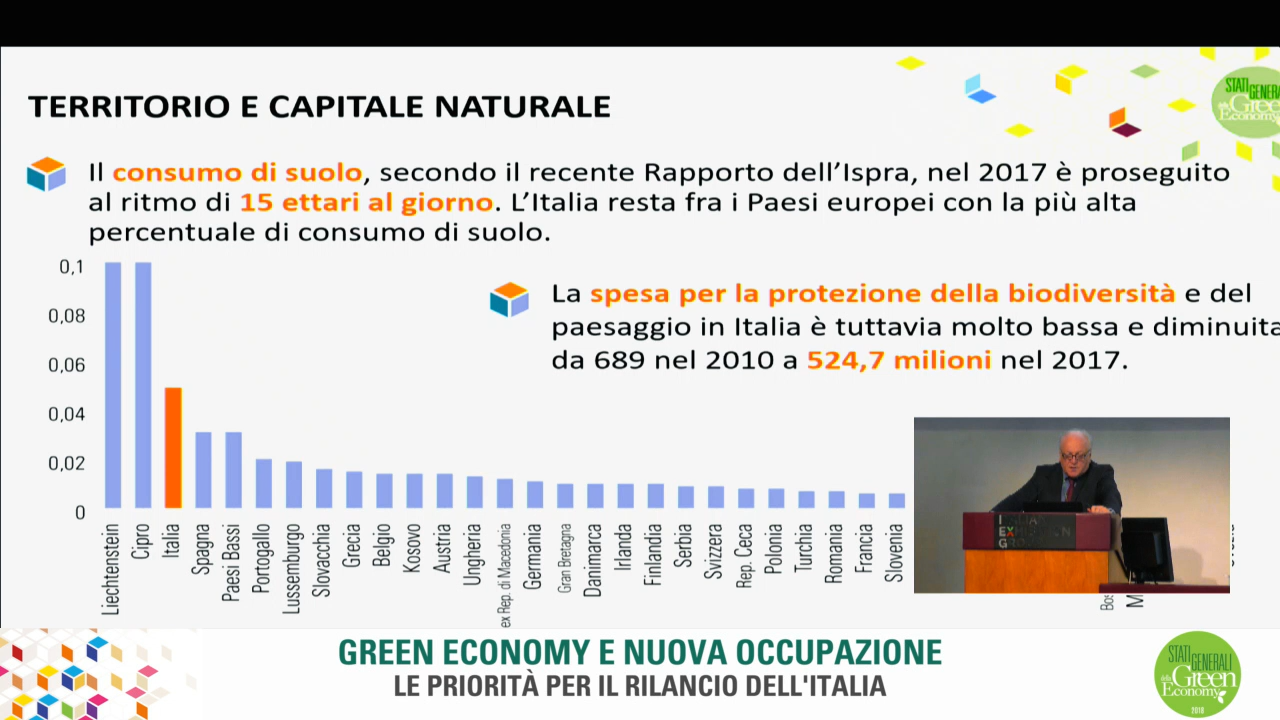 TERRITORIO E CAPITALE NATURALE
STATI GENERALI
della Green
Economy
Il consumo di suolo, secondo il recente Rapporto dell'Ispra, nel 2017 è proseguito
al ritmo di 15 ettari al giorno. L'Italia resta fra i Paesi europei con la più alta
percentuale di consumo di suolo.
La spesa per la protezione della biodiversità e del
paesaggio in Italia è tuttavia molto bassa e diminuita
da 689 nel 2010 a 524,7 milioni nel 2017.
0,1
0,08
0,06
0,04
0,02
0
Liechtenstein
Cipro
Italia
Spagna
Paesi Bassi
Portogallo
Lussemburgo
Slovacchia
Grecia
Belgio
Kosovo
Austria
Ungheria
ex Rep. di Macedonia
Germania
Gran Bretagna
Danimarca
Irlanda
Finlandia
Serbia
Svizzera
Rep. Ceca
Polonia
Turchia
Romania
Francia
Slovenia
GREEN ECONOMY E NUOVA OCCUPAZIONE
LE PRIORITÀ PER IL RILANCIO DELL'ITALIA
STATI GENERALI
della Green
Economy
2018